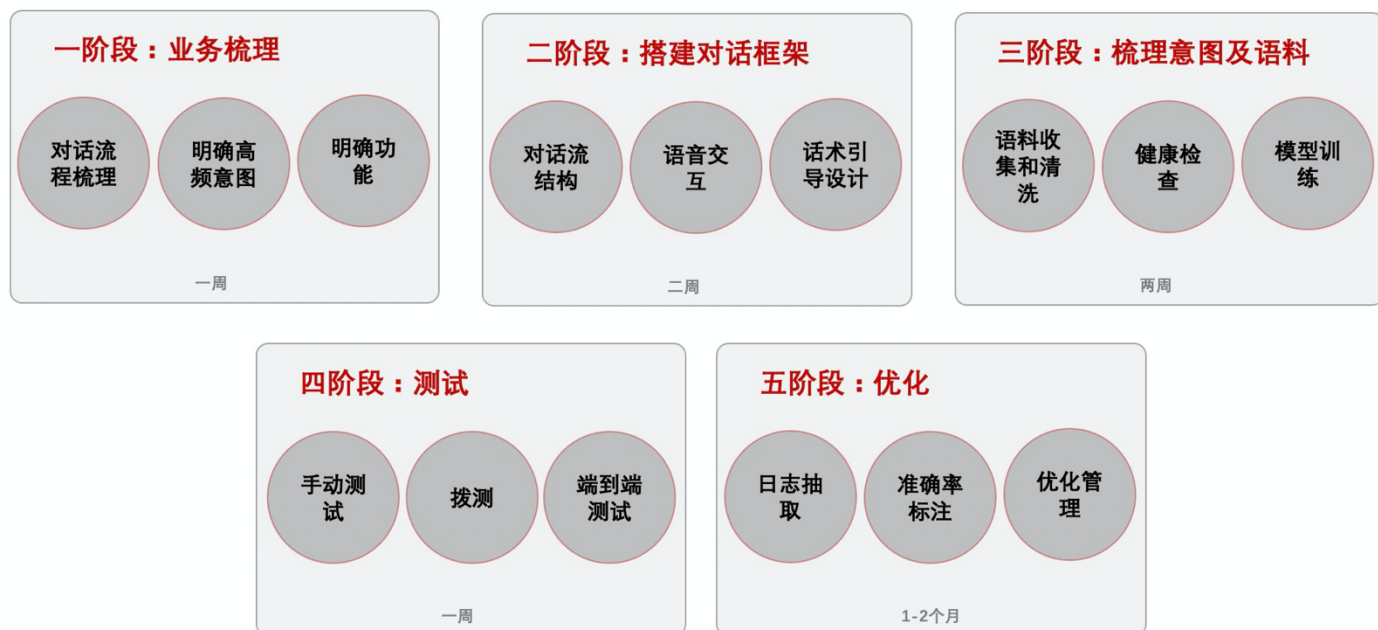 一阶段：业务梳理
对话流
程梳理
明确高
频意图
明确功
能
一周
二阶段：搭建对话框架
对话流
结构
语音交
互
话术引
导设计
二周
三阶段：梳理意图及语料
语料收
集和清
洗
健康检
查
模型训
练
两周
四阶段：测试
手动测
试
拨测
端到端
测试
一周
五阶段：优化
日志抽
取
准确率
标注
优化管
理
1-2个月